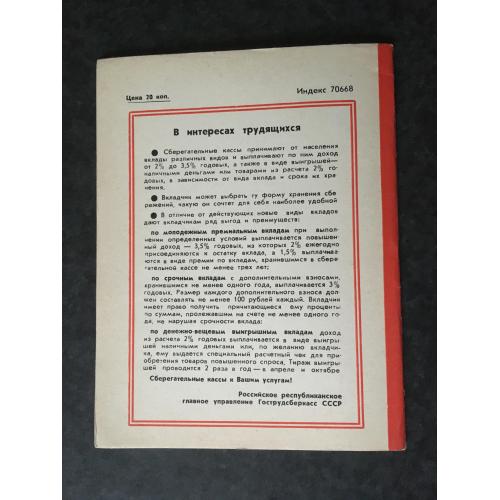 Цена 20 коп.
Индекс 70668
В интересах трудящихся
● Сберегательные кассы принимают от населения
вклады различных видов и выплачивают по ним доход
от 2% до 3,5% годовых, а также в виде выигрышей—
наличными деньгами или товарами из расчета 2% го-
довых, в зависимости от вида вклада и срока их хра
нения.
● Вкладчик может выбрать ту форму хранения сбе
режений, какую он сочтет для себя наиболее удобной
● В отличие от действующих новые виды вкладов
дают вкладчикам ряд выгод и преимуществ:
по молодежным премиальным вкладам при выпо-
лнении определенных условий выплачивается повышен
ный доход — 3,5% годовых, из которых 2% ежегодно
присоединяются к остатку вклада, а 1,5% выплачива-
ются в виде премии по вкладам, хранившимся в сбере
гательной кассе не менее трех лет;
по срочным вкладам с дополнительными взносами,
хранившимися не менее одного года, выплачивается 3%
годовых. Размер каждого дополнительного взноса дол
жен составлять не менее 100 рублей каждый. Вкладчик
имеет право получить причитающиеся ему проценты
по суммам, пролежавшим на счете не менее одного го-
да, не нарушая срочности вклада:
по денежно-вещевым выигрышным вкладам доход
из расчета 2% годовых выплачивается в виде выигры
шей наличными деньгами или, по желанию вкладчи-
ка, ему выдается специальный расчетный чек для при
обретения товаров повышенного спроса. Тираж выигры
шей проводится 2 раза в год — в апреле и октябре
Сберегательные кассы к Вашим услугам!
Российское республиканское
главное управление Гострудсберкасс СССР